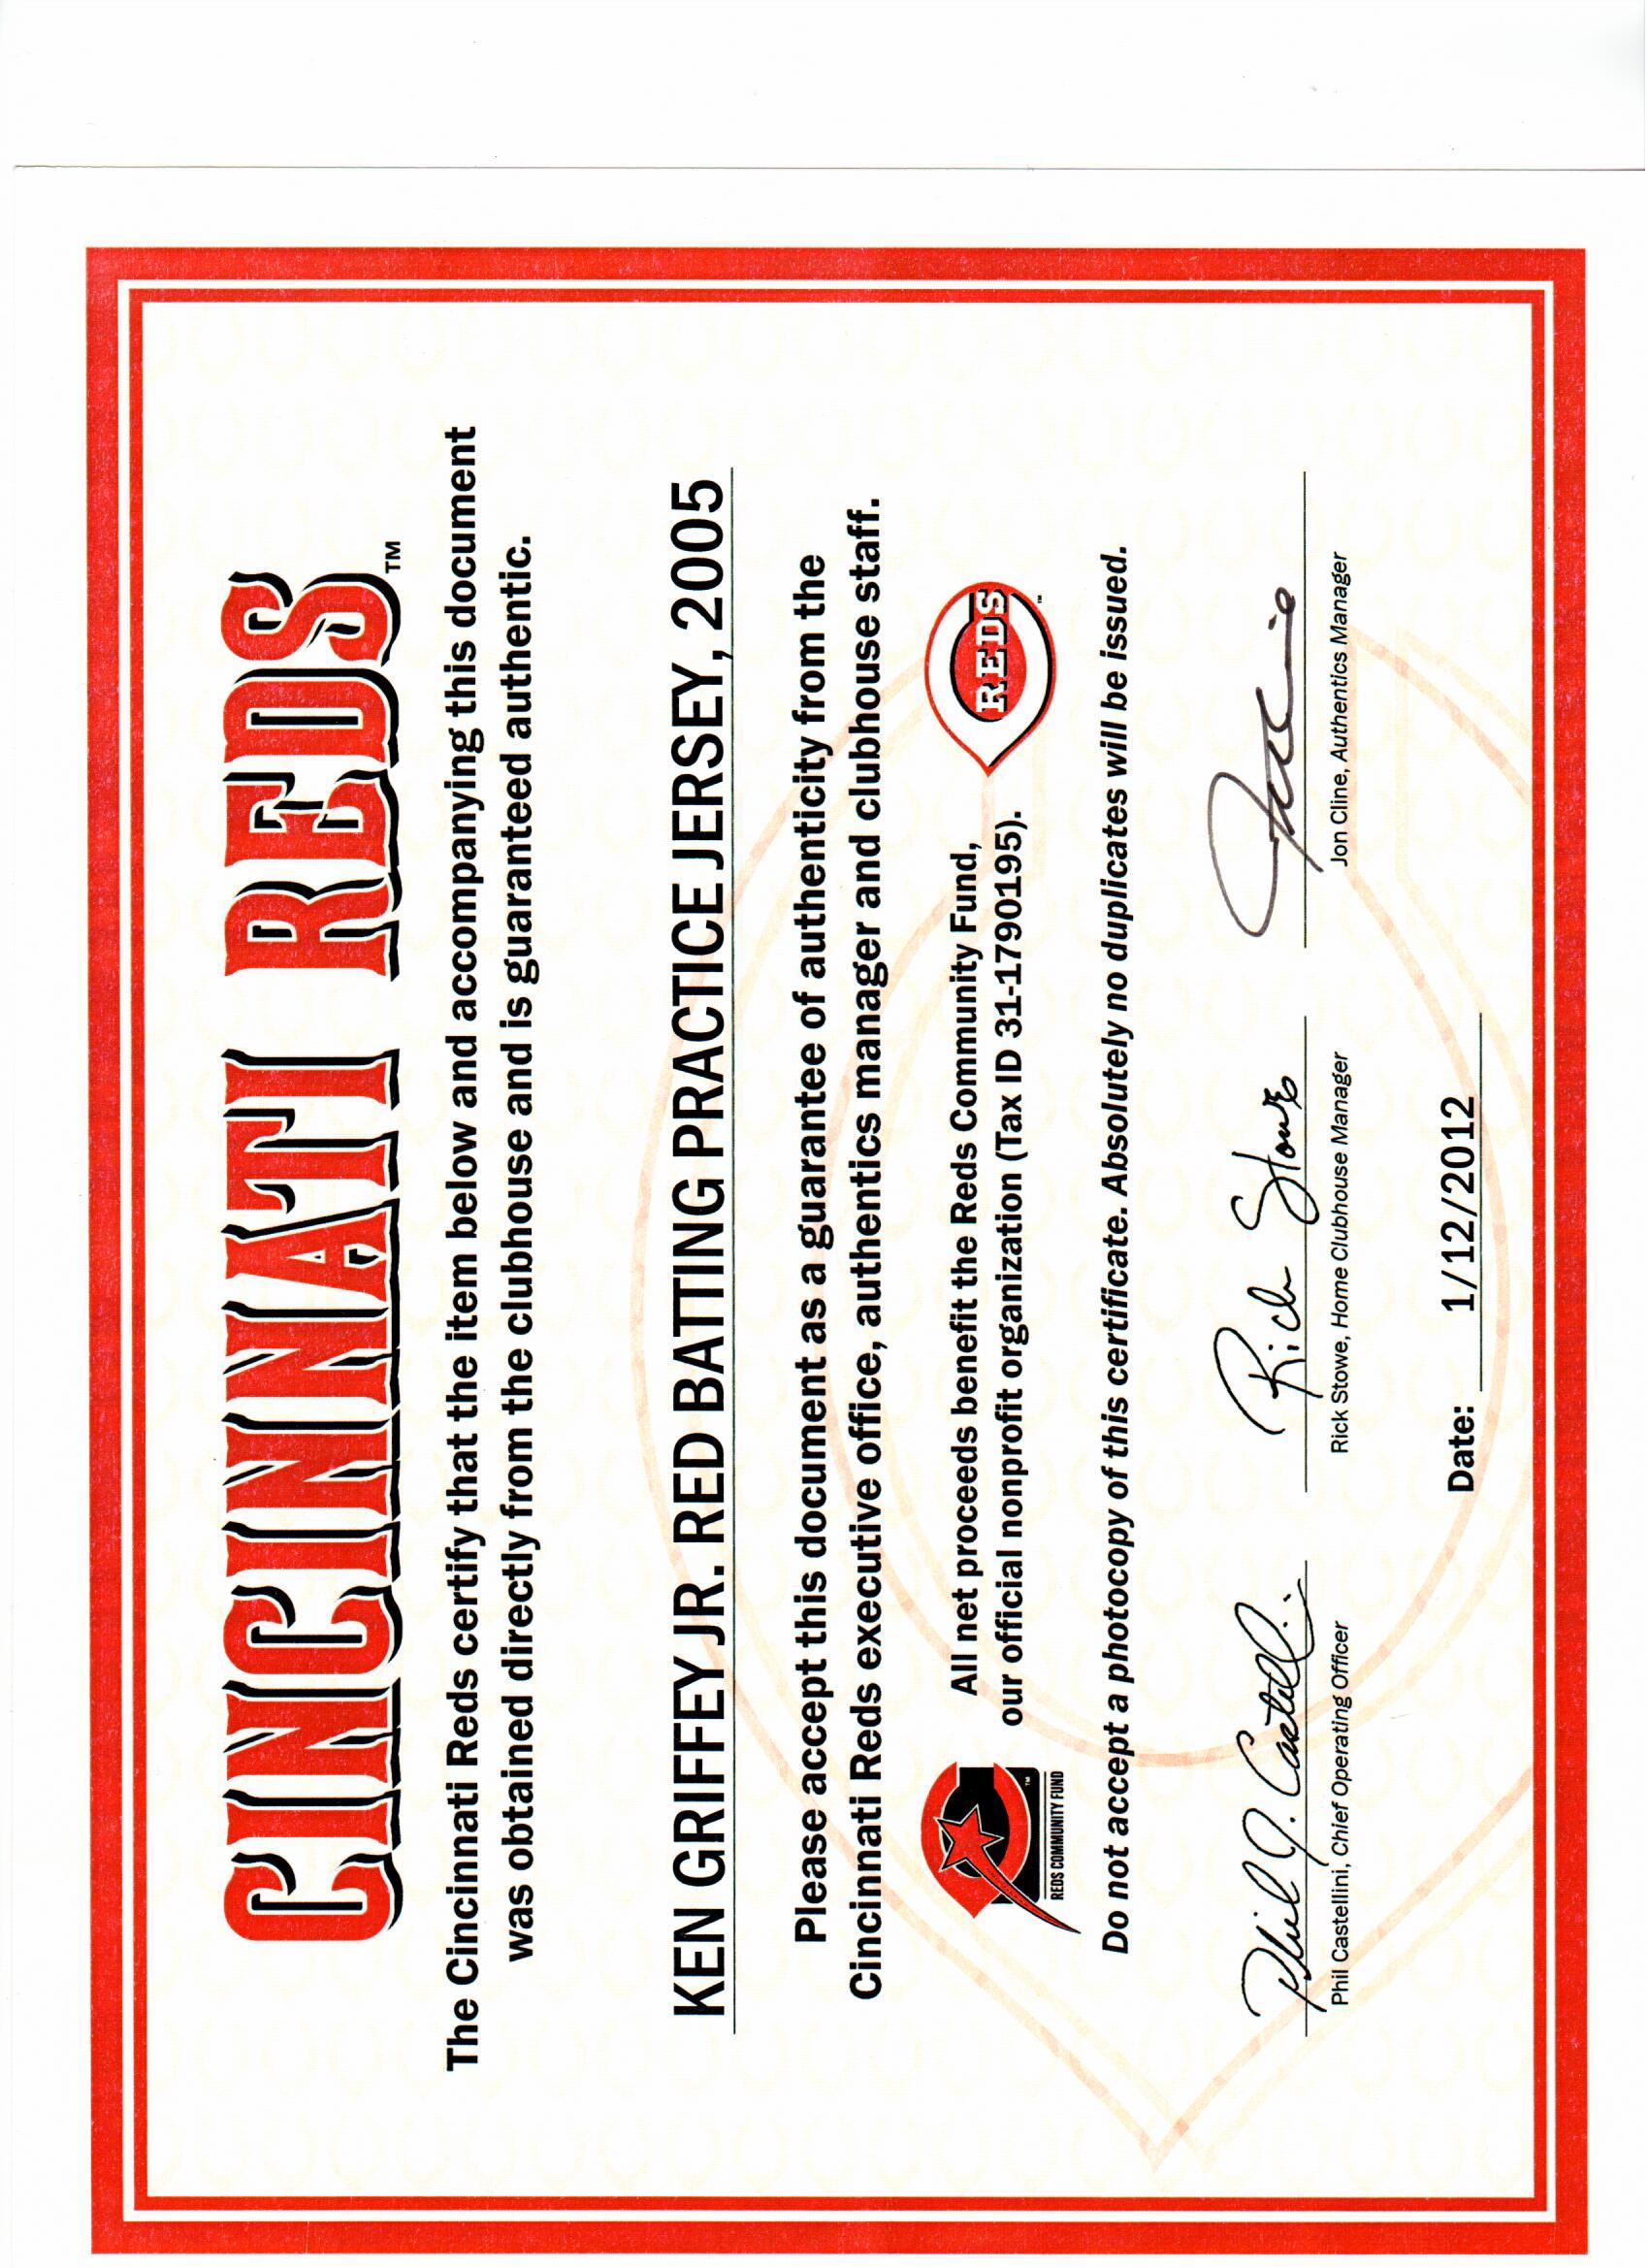 CINCINNATI REDS™
The Cincinnati Reds certify that the item below and accompanying this document
was obtained directly from the clubhouse and is guaranteed authentic.
KEN GRIFFEY JR. RED BATTING PRACTICE JERSEY, 2005
Please accept this document as a guarantee of authenticity from the
Cincinnati Reds executive office, authentics manager and clubhouse staff.
All net proceeds benefit the Reds Community Fund,
our official nonprofit organization (Tax ID 31-1790195).
REDS COMMUNITY FUND
™
REDS
™
Do not accept a photocopy of this certificate. Absolutely no duplicates will be issued.
Phil J. Castellini
Rick Stowe
Phil Castellini, Chief Operating Officer
Rick Stowe, Home Clubhouse Manager
Jon Cline, Authentics Manager
Date: 1/12/2012